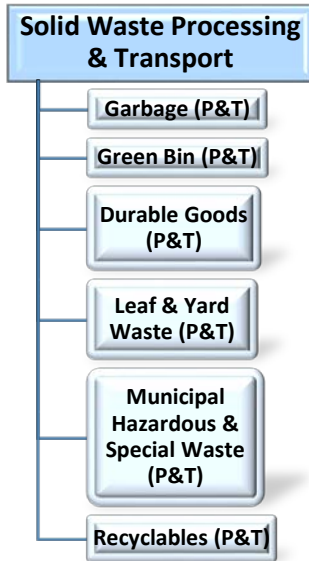 Solid Waste Processing
& Transport
Garbage (P&T)
Green Bin (P&T)
Durable Goods
(P&T)
Leaf & Yard
Waste (P&T)
Municipal
Hazardous &
Special Waste
(P&T)
Recyclables (P&T)